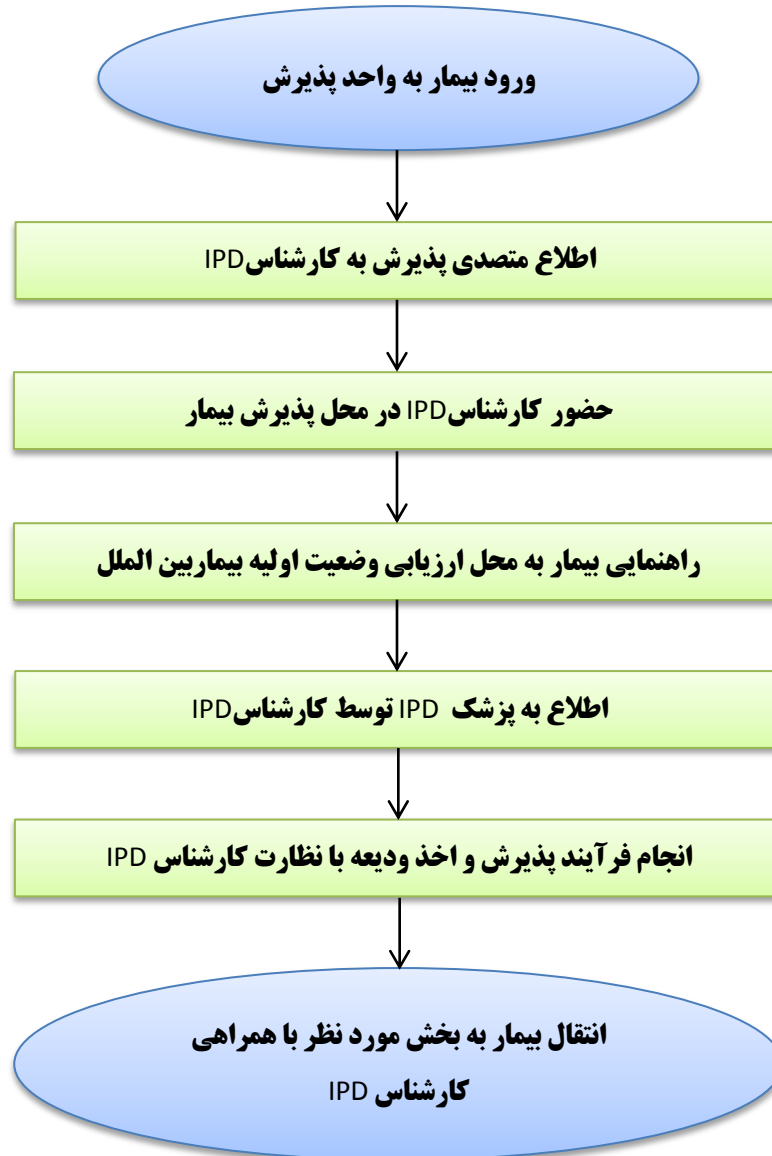 ورود بیمار به واحد پذیرش
اطلاع متصدی پذیرش به کارشناسIPD
حضور کارشناسIPD در محل پذیرش بیمار
راهنمایی بیمار به محل ارزیابی وضعیت اولیه بیماربین الملل
اطلاع به پزشک IPD توسط کارشناسIPD
انجام فرآیند پذیرش و اخذ ودیعه با نظارت کارشناس IPD
انتقال بیمار به بخش مورد نظر با همراهی
کارشناس IPD